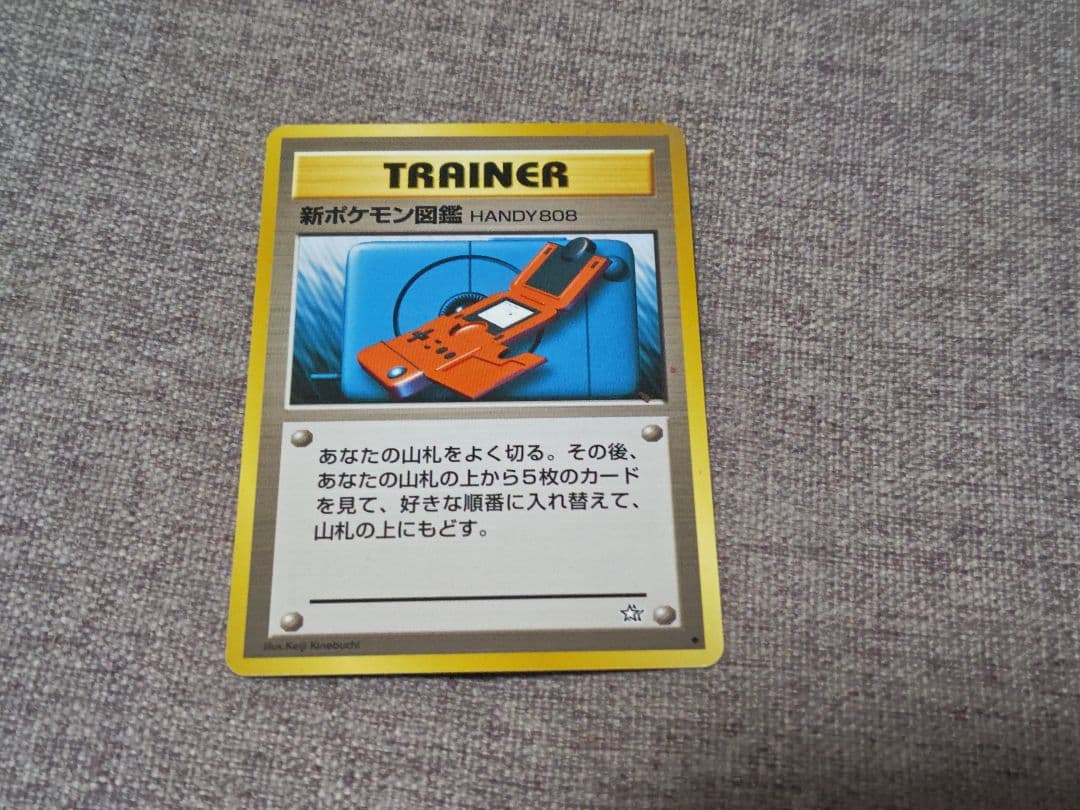 TRAINER
新ポケモン図鑑 HANDY808
あなたの山札をよく切る。その後、
あなたの山札の上から5枚のカード
を見て、好きな順番に入れ替えて、
山札の上にもどす。
Illus. Keiji Kinebuchi